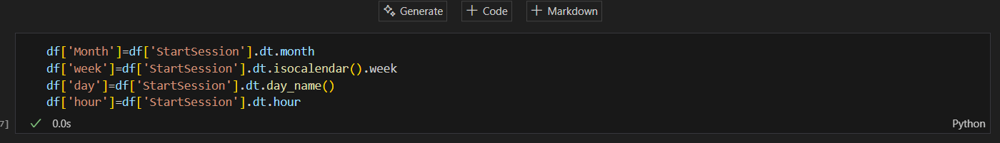 Generate
Code
Markdown
df['Month']=df['StartSession'].dt.month
df['week']=df['StartSession'].dt.isocalendar().week
df['day']=df['StartSession'].dt.day_name()
df['hour']=df['StartSession'].dt.hour
7]
0.0s
Python